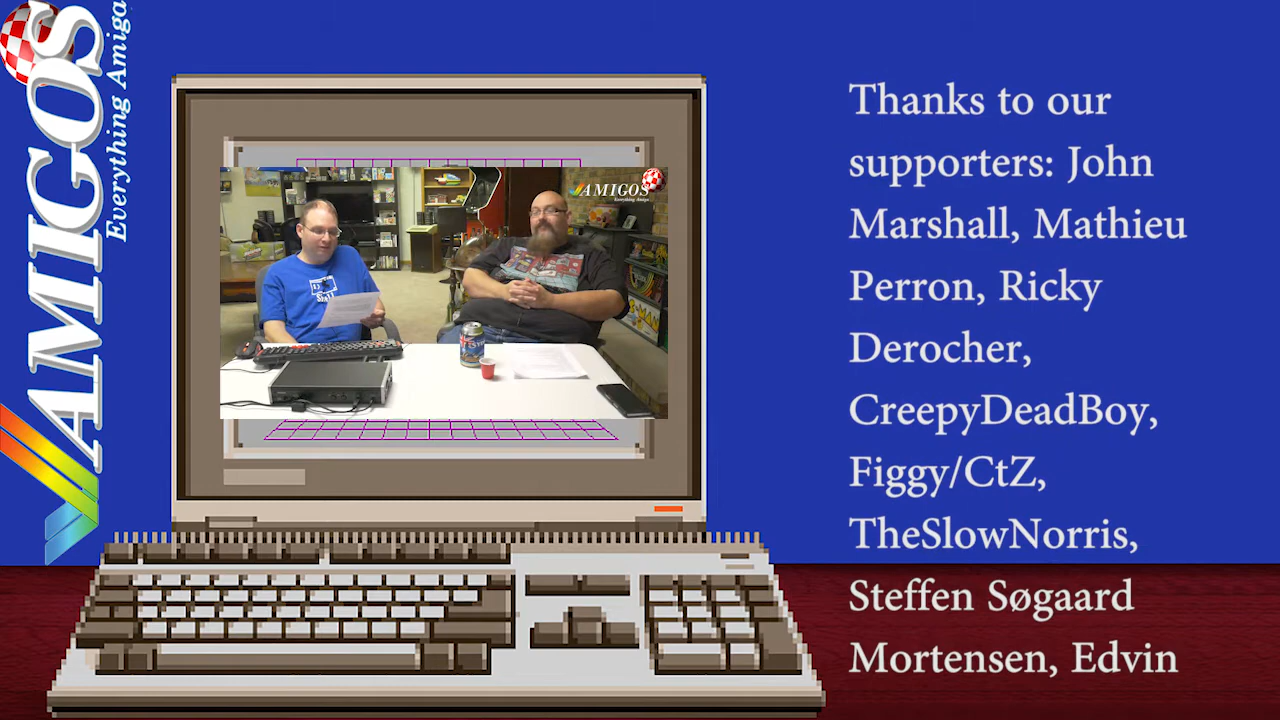 AMIGOS
Everything Amiga
AMIGOS
Everything Amiga
Thanks to our
supporters: John
Marshall, Mathieu
Perron, Ricky
Derocher,
CreepyDeadBoy,
Figgy/CtZ,
TheSlowNorris,
Steffen Søgaard
Mortensen, Edvin